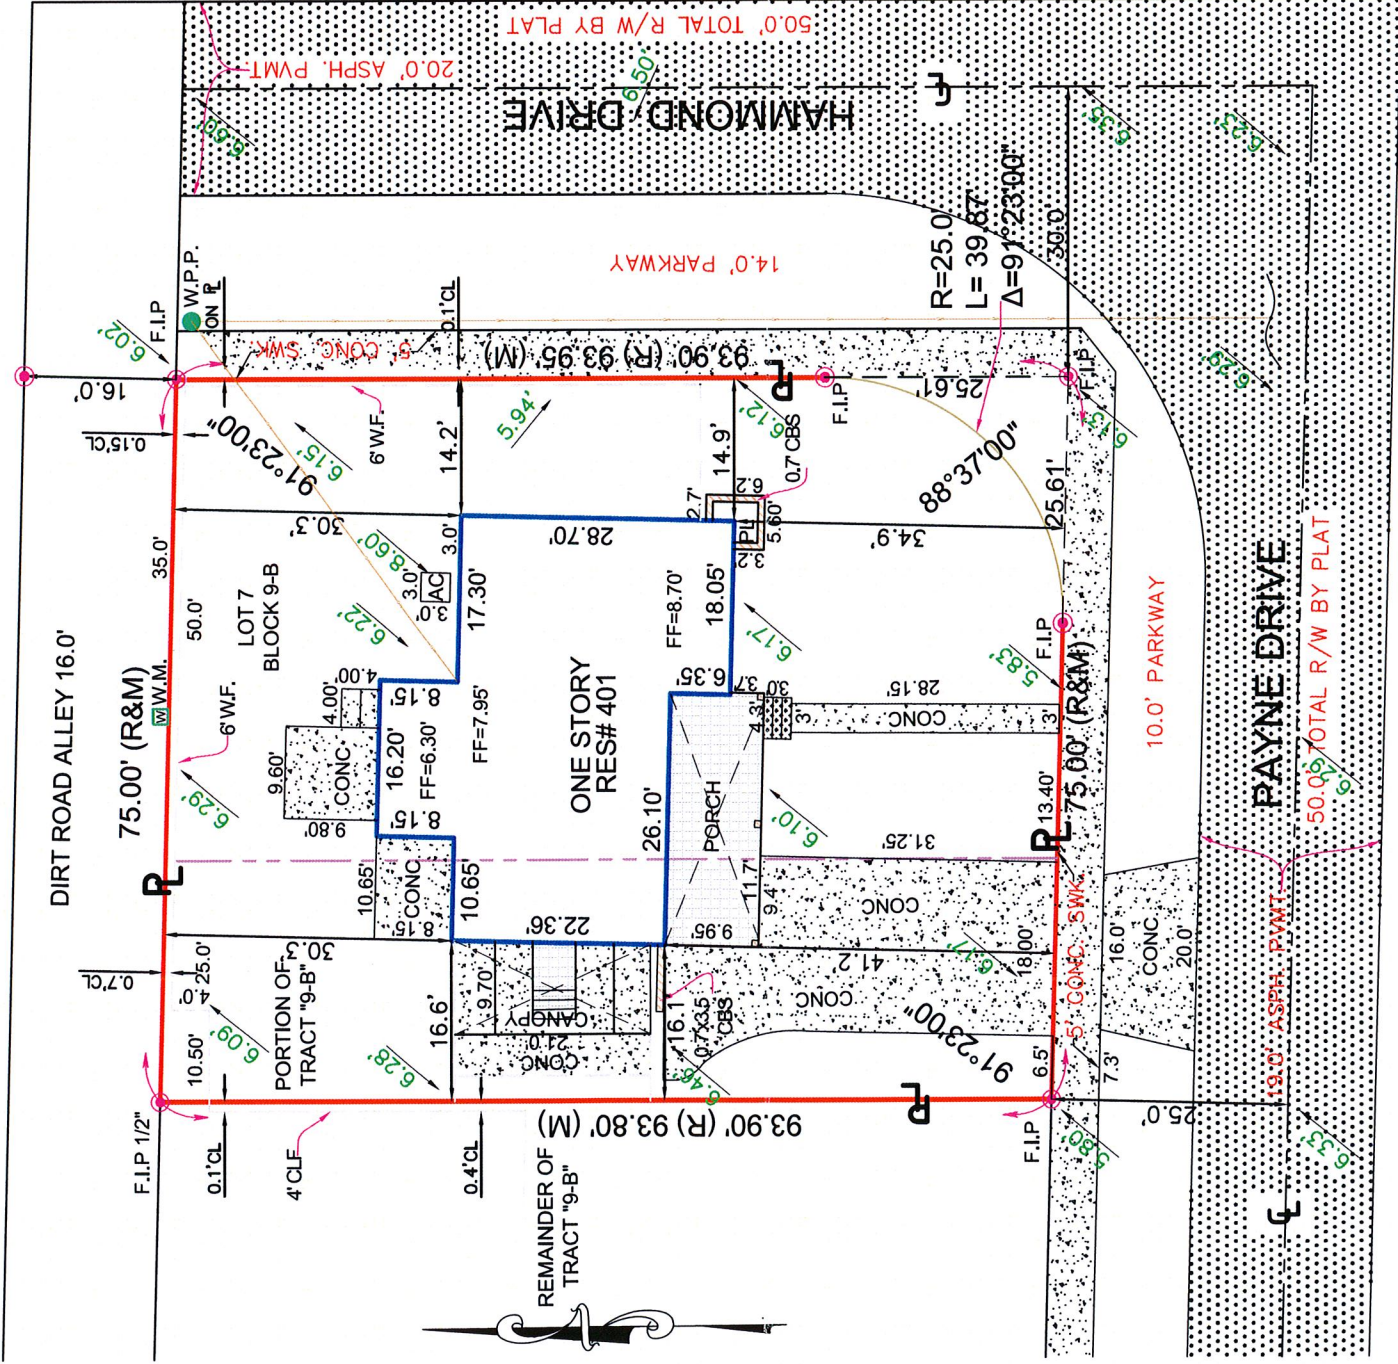 50.0' TOTAL R/W BY PLAT
20.0' ASPH. PVMT.
6.50'
HAMMOND DRIVE
6.60'
6.35'
6.23'
R=25.0'
L= 39.87'
Δ=91°23'00"
30.0'
14.0' PARKWAY
W.P.P.
ON PL
F.I.P
6.02'
16.0'
0.1'CL
5' CONC. SWK.
93.90' (R) 93.95' (M)
PL
F.I.P
25.61'
F.I.P
6.13'
6.29'
0.15'CL
91°23'00"
6.15'
6'W.F.
14.2'
5.94'
14.9'
6.12'
0.7' CBS
88°37'00"
25.61'
DIRT ROAD ALLEY 16.0'
35.0'
30.3'
8.60'
3.0'
3.0'
AC
3.0'
28.70'
2.7'
6.2'
PL
5.60'
3.2'
34.9'
50.0'
LOT 7
BLOCK 9-B
6.22'
17.30'
FF=8.70'
18.05'
6.17'
F.I.P
5.83'
75.00' (R&M)
W
W.M.
6'W.F.
4.00'
4.00'
8.15'
6.35'
3.7'
3.0'
4.3'
3'
28.15'
CONC
3'
75.00' (R&M)
10.0' PARKWAY
PAYNE DRIVE
50.0' TOTAL R/W BY PLAT
6.29'
6.29'
9.60'
CONC
9.80'
16.20'
FF=6.30'
8.15'
FF=7.95'
ONE STORY
RES# 401
26.10'
PORCH
6.10'
31.25'
13.40'
PL
PL
10.65'
CONC
8.15'
10.65'
22.36'
9.95'
11.7'
9.4'
CONC
5' CONC. SWK.
16.0'
CONC
20.0'
19.0' ASPH. PVMT.
0.7'CL
4.0'
25.0'
30.3'
PORTION OF
TRACT "9-B"
9.70'
CANOPY
21.0'
CONC
16.6'
16.1'
0.7'X3.5'
CBS
41.2'
CONC
6.17'
18.00'
6.09'
10.50'
6.28'
6.46'
91°23'00"
6.5'
7.3'
F.I.P 1/2"
0.1'CL
4' CLF
0.4'CL
93.90' (R) 93.80' (M)
PL
F.I.P
5.80'
25.0'
6.33'
REMAINDER OF
TRACT "9-B"
CL